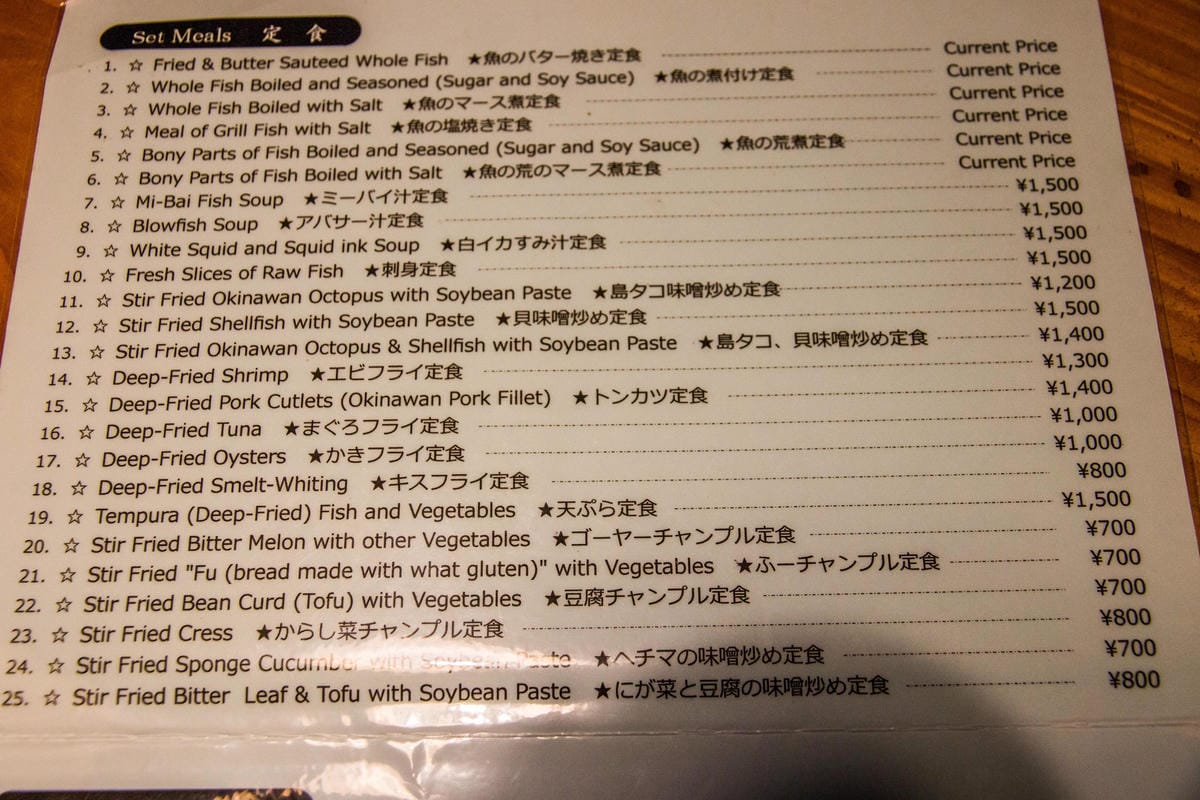 Set Meals 定食
1. ☆ Fried & Butter Sauteed Whole Fish ★魚のバター焼き定食 Current Price
2. ☆ Whole Fish Boiled and Seasoned (Sugar and Soy Sauce) ★魚の煮付け定食 Current Price
3. ☆ Whole Fish Boiled with Salt ★魚のマース煮定食 Current Price
4. ☆ Meal of Grill Fish with Salt ★魚の塩焼き定食 Current Price
5. ☆ Bony Parts of Fish Boiled and Seasoned (Sugar and Soy Sauce) ★魚の荒煮定食 Current Price
6. ☆ Bony Parts of Fish Boiled with Salt ★魚の荒のマース煮定食 Current Price
7. ☆ Mi-Bai Fish Soup ★ミーバイ汁定食 ¥1,500
8. ☆ Blowfish Soup ★アバサー汁定食 ¥1,500
9. ☆ White Squid and Squid ink Soup ★白イカすみ汁定食 ¥1,500
10. ☆ Fresh Slices of Raw Fish ★刺身定食 ¥1,500
11. ☆ Stir Fried Okinawan Octopus with Soybean Paste ★島タコ味噌炒め定食 ¥1,200
12. ☆ Stir Fried Shellfish with Soybean Paste ★貝味噌炒め定食 ¥1,500
13. ☆ Stir Fried Okinawan Octopus & Shellfish with Soybean Paste ★島タコ、貝味噌炒め定食 ¥1,400
14. ☆ Deep-Fried Shrimp ★エビフライ定食 ¥1,300
15. ☆ Deep-Fried Pork Cutlets (Okinawan Pork Fillet) ★トンカツ定食 ¥1,400
16. ☆ Deep-Fried Tuna ★まぐろフライ定食 ¥1,000
17. ☆ Deep-Fried Oysters ★かきフライ定食 ¥1,000
18. ☆ Deep-Fried Smelt-Whiting ★キスフライ定食 ¥800
19. ☆ Tempura (Deep-Fried) Fish and Vegetables ★天ぷら定食 ¥1,500
20. ☆ Stir Fried Bitter Melon with other Vegetables ★ゴーヤーチャンプル定食 ¥700
21. ☆ Stir Fried "Fu (bread made with what gluten)" with Vegetables ★ふーチャンプル定食 ¥700
22. ☆ Stir Fried Bean Curd (Tofu) with Vegetables ★豆腐チャンプル定食 ¥700
23. ☆ Stir Fried Cress ★からし菜チャンプル定食 ¥800
24. ☆ Stir Fried Sponge Cucumber with Soybean Paste ★ヘチマの味噌炒め定食 ¥700
25. ☆ Stir Fried Bitter Leaf & Tofu with Soybean Paste ★にが菜と豆腐の味噌炒め定食 ¥800